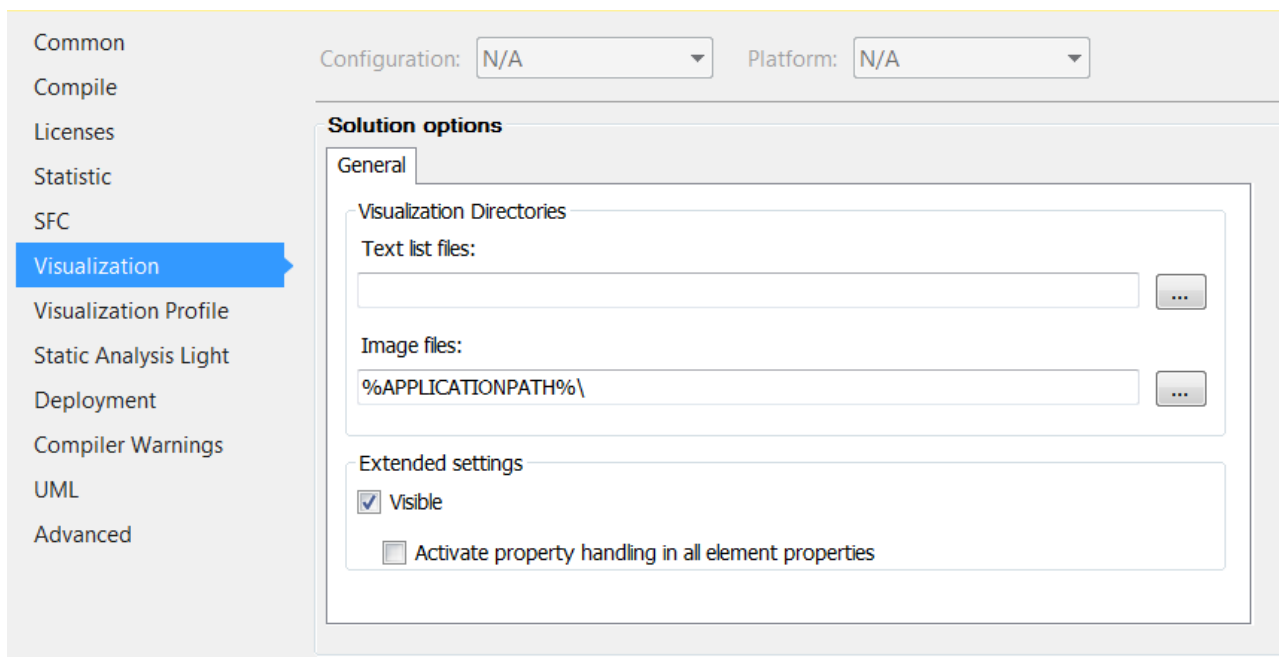 Common
Compile
Licenses
Statistic
SFC
Visualization
Visualization Profile
Static Analysis Light
Deployment
Compiler Warnings
UML
Advanced
Configuration: N/A Platform: N/A
Solution options
General
Visualization Directories
Text list files:
...
Image files:
%APPLICATIONPATH%\ ...
Extended settings
Visible
Activate property handling in all element properties